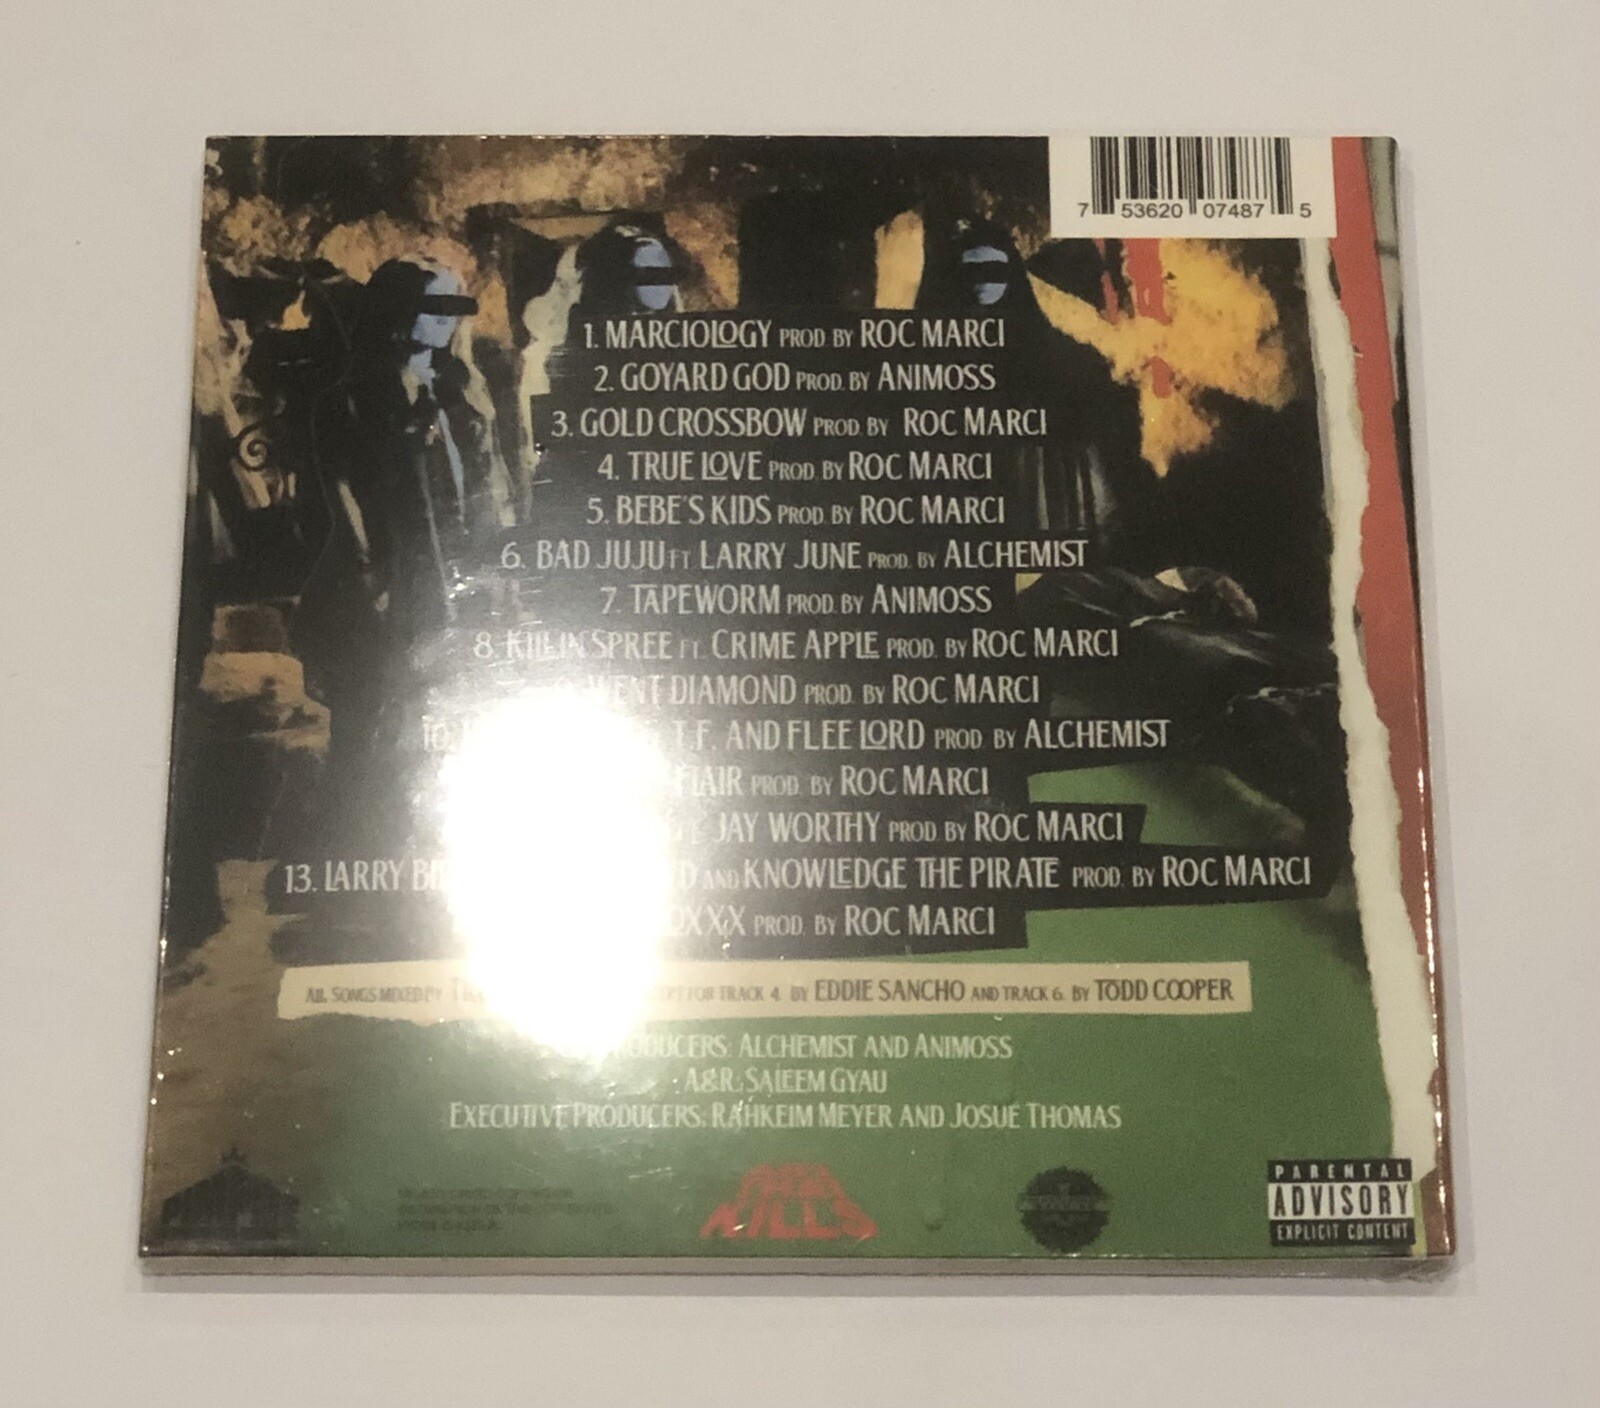 7 53620 07487 5
1. MARCIOLOGY PROD BY ROC MARCI
2. GOYARD GOD PROD. BY ANIMOSS
3. GOLD CROSSBOW PROD. BY ROC MARCI
4. TRUE LOVE PROD. BY ROC MARCI
5. BEBE'S KIDS PROD. BY ROC MARCI
6. BAD JUJU FT LARRY JUNE PROD. BY ALCHEMIST
7. TAPEWORM PROD. BY ANIMOSS
8. KILLIN SPREE FT. CRIME APPLE PROD. BY ROC MARCI
WENT DIAMOND PROD. BY ROC MARCI
10. T.F. AND FLEE LORD PROD. BY ALCHEMIST
FLAIR PROD. BY ROC MARCI
JAY WORTHY PROD. BY ROC MARCI
13. LARRY AND KNOWLEDGE THE PIRATE PROD. BY ROC MARCI
PROD. BY ROC MARCI
ALL SONGS MIXED BY FOR TRACK 4. BY EDDIE SANCHO AND TRACK 6. BY TODD COOPER
PRODUCERS: ALCHEMIST AND ANIMOSS
A&R: SALEEM GYAU
EXECUTIVE PRODUCERS: RAHKEIM MEYER AND JOSUE THOMAS
KILLS
PARENTAL
ADVISORY
EXPLICIT CONTENT